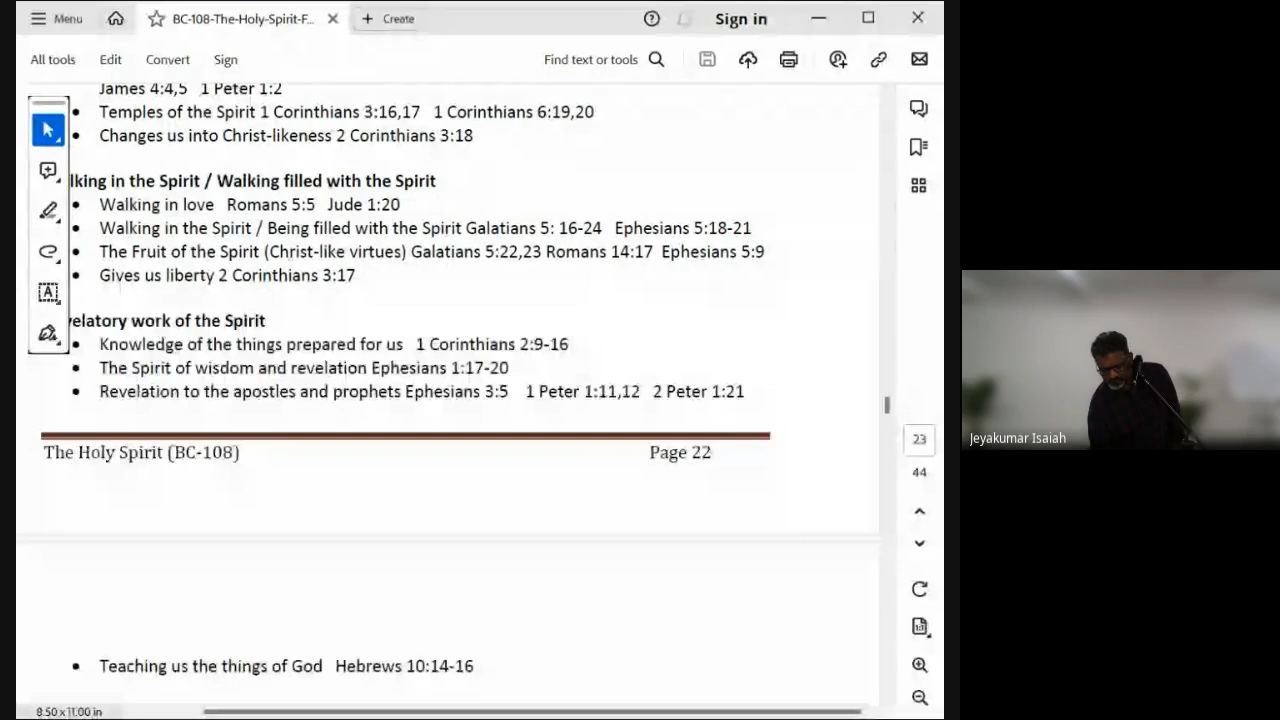 Menu
BC-108-The-Holy-Spirit-F...
Create
Sign in
All tools
Edit
Convert
Sign
Find text or tools
James 4:4,5 1 Peter 1:2
• Temples of the Spirit 1 Corinthians 3:16,17 1 Corinthians 6:19,20
• Changes us into Christ-likeness 2 Corinthians 3:18
lking in the Spirit / Walking filled with the Spirit
• Walking in love Romans 5:5 Jude 1:20
• Walking in the Spirit / Being filled with the Spirit Galatians 5: 16-24 Ephesians 5:18-21
• The Fruit of the Spirit (Christ-like virtues) Galatians 5:22,23 Romans 14:17 Ephesians 5:9
• Gives us liberty 2 Corinthians 3:17
velatory work of the Spirit
• Knowledge of the things prepared for us 1 Corinthians 2:9-16
• The Spirit of wisdom and revelation Ephesians 1:17-20
• Revelation to the apostles and prophets Ephesians 3:5 1 Peter 1:11,12 2 Peter 1:21
The Holy Spirit (BC-108) Page 22
• Teaching us the things of God Hebrews 10:14-16
8.50 x 11.00 in
23
44
Jeyakumar Isaiah